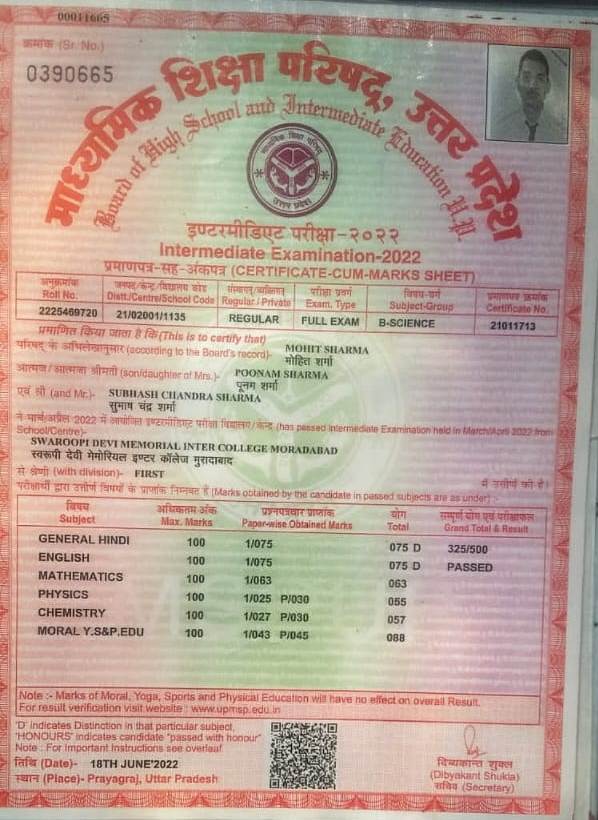 00011665
क्रमांक (Sr. No.)
0390665
माध्यमिक शिक्षा परिषद्, उत्तर प्रदेश
Board of High School and Intermediate Education U.P.
माध्यमिक शिक्षा परिषद्
उत्तर प्रदेश
इण्टरमीडिएट परीक्षा-२०२२
Intermediate Examination-2022
प्रमाणपत्र-सह-अंकपत्र (CERTIFICATE-CUM-MARKS SHEET)
अनुक्रमांक जनपद/केन्द्र/विद्यालय कोड संस्थागत/व्यक्तिगत परीक्षा प्रवर्ग विषय-वर्ग प्रमाणपत्र क्रमांक
Roll No. Distt./Centre/School Code Regular / Private Exam. Type Subject-Group Certificate No.
2225469720 21/02001/1135 REGULAR FULL EXAM B-SCIENCE 21011713
प्रमाणित किया जाता है कि (This is to certify that)
परिषद् के अभिलेखानुसार (according to the Board's record)- MOHIT SHARMA
मोहित शर्मा
आत्मज / आत्मजा श्रीमती (son/daughter of Mrs.)- POONAM SHARMA
पूनम शर्मा
एवं श्री (and Mr.)- SUBHASH CHANDRA SHARMA
सुभाष चंद्र शर्मा
ने मार्च/अप्रैल 2022 में आयोजित इण्टरमीडिएट परीक्षा विद्यालय/केन्द्र (has passed Intermediate Examination held in March/April 2022 from
School/Centre)-
SWAROOPI DEVI MEMORIAL INTER COLLEGE MORADABAD
स्वरूपी देवी मेमोरियल इण्टर कॉलेज मुरादाबाद
से श्रेणी (with division)- FIRST में उत्तीर्ण की है।
परीक्षार्थी द्वारा उत्तीर्ण विषयों के प्राप्तांक निम्नवत हैं (Marks obtained by the candidate in passed subjects are as under) :-
विषय अधिकतम अंक प्रश्नपत्रवार प्राप्तांक योग सम्पूर्ण योग एवं परीक्षाफल
Subject Max. Marks Paper-wise Obtained Marks Total Grand Total & Result
GENERAL HINDI 100 1/075 075 D 325/500
ENGLISH 100 1/075 075 D PASSED
MATHEMATICS 100 1/063 063
PHYSICS 100 1/025 P/030 055
CHEMISTRY 100 1/027 P/030 057
MORAL Y.S&P.EDU 100 1/043 P/045 088
Note :- Marks of Moral, Yoga, Sports and Physical Education will have no effect on overall Result.
For result verification visit website : www.upmsp.edu.in
'D' indicates Distinction in that particular subject,
'HONOURS' indicates candidate "passed with honour"
Note : For Important Instructions see overleaf
तिथि (Date)- 18TH JUNE'2022
स्थान (Place)- Prayagraj, Uttar Pradesh
दिब्यकान्त शुक्ल
(Dibyakant Shukla)
सचिव (Secretary)